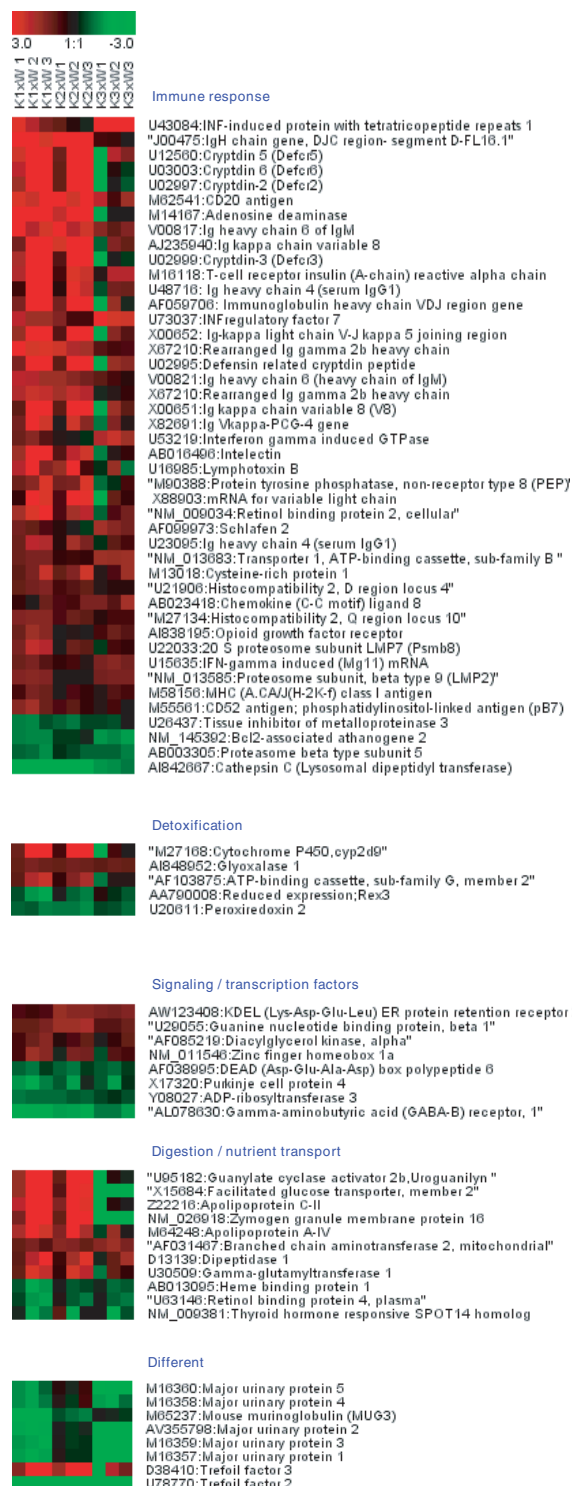 3.0 1:1 -3.0
K1xW 1
K1xW 2
K1xW 3
K2xW1
K2xW2
K2xW3
K3xW1
K3xW2
K3xW3
Immune response
U43084:INF-induced protein with tetratricopeptide repeats 1
"J00475:IgH chain gene, DJC region- segment D-FL16.1"
U12560:Cryptdin 5 (Defcr5)
U03003:Cryptdin 6 (Defcr6)
U02997:Cryptdin-2 (Defcr2)
M62541:CD20 antigen
M14167:Adenosine deaminase
V00817:Ig heavy chain 6 of IgM
AJ235940:Ig kappa chain variable 8
U02999:Cryptdin-3 (Defcr3)
M16118:T-cell receptor insulin (A-chain) reactive alpha chain
U48716: Ig heavy chain 4 (serum IgG1)
AF059706: Immunoglobulin heavy chain VDJ region gene
U73037:INFregulatory factor 7
X00652: Ig-kappa light chain V-J kappa 5 joining region
X67210:Rearranged Ig gamma 2b heavy chain
U02995:Defensin related cryptdin peptide
V00821:Ig heavy chain 6 (heavy chain of IgM)
X67210:Rearranged Ig gamma 2b heavy chain
X00651:Ig kappa chain variable 8 (V8)
X82691:Ig Vkappa-PCG-4 gene
U53219:Interferon gamma induced GTPase
AB016496:Intelectin
U16985:Lymphotoxin B
"M90388:Protein tyrosine phosphatase, non-receptor type 8 (PEP)"
X88903:mRNA for variable light chain
"NM_009034:Retinol binding protein 2, cellular"
AF099973:Schlafen 2
U23095:Ig heavy chain 4 (serum IgG1)
"NM_013683:Transporter 1, ATP-binding cassette, sub-family B "
M13018:Cysteine-rich protein 1
"U21906:Histocompatibility 2, D region locus 4"
AB023418:Chemokine (C-C motif) ligand 8
"M27134:Histocompatibility 2, Q region locus 10"
AI838195:Opioid growth factor receptor
U22033:20 S proteosome subunit LMP7 (Psmb8)
U15635:IFN-gamma induced (Mg11) mRNA
"NM_013585:Proteosome subunit, beta type 9 (LMP2)"
M58156:MHC (A.CA/J(H-2K-f) class I antigen
M55561:CD52 antigen; phosphatidylinositol-linked antigen (pB7)
U26437:Tissue inhibitor of metalloproteinase 3
NM_145392:Bcl2-associated athanogene 2
AB003305:Proteasome beta type subunit 5
AI842667:Cathepsin C (Lysosomal dipeptidyl transferase)
Detoxification
"M27168:Cytochrome P450,cyp2d9"
AI848952:Glyoxalase 1
"AF103875:ATP-binding cassette, sub-family G, member 2"
AA790008:Reduced expression;Rex3
U20611:Peroxiredoxin 2
Signaling / transcription factors
AW123408:KDEL (Lys-Asp-Glu-Leu) ER protein retention receptor
"U29055:Guanine nucleotide binding protein, beta 1"
"AF085219:Diacylglycerol kinase, alpha"
NM_011546:Zinc finger homeobox 1a
AF038995:DEAD (Asp-Glu-Ala-Asp) box polypeptide 6
X17320:Purkinje cell protein 4
Y08027:ADP-ribosyltransferase 3
"AL078630:Gamma-aminobutyric acid (GABA-B) receptor, 1"
Digestion / nutrient transport
"U95182:Guanylate cyclase activator 2b,Uroguanilyn "
"X15684:Facilitated glucose transporter, member 2"
Z22216:Apolipoprotein C-II
NM_026918:Zymogen granule membrane protein 16
M64248:Apolipoprotein A-IV
"AF031467:Branched chain aminotransferase 2, mitochondrial"
D13139:Dipeptidase 1
U30509:Gamma-glutamyltransferase 1
AB013095:Heme binding protein 1
"U63146:Retinol binding protein 4, plasma"
NM_009381:Thyroid hormone responsive SPOT14 homolog
Different
M16360:Major urinary protein 5
M16358:Major urinary protein 4
M65237:Mouse murinoglobulin (MUG3)
AV355798:Major urinary protein 2
M16359:Major urinary protein 3
M16357:Major urinary protein 1
D38410:Trefoil factor 3
U78770:Trefoil factor 2